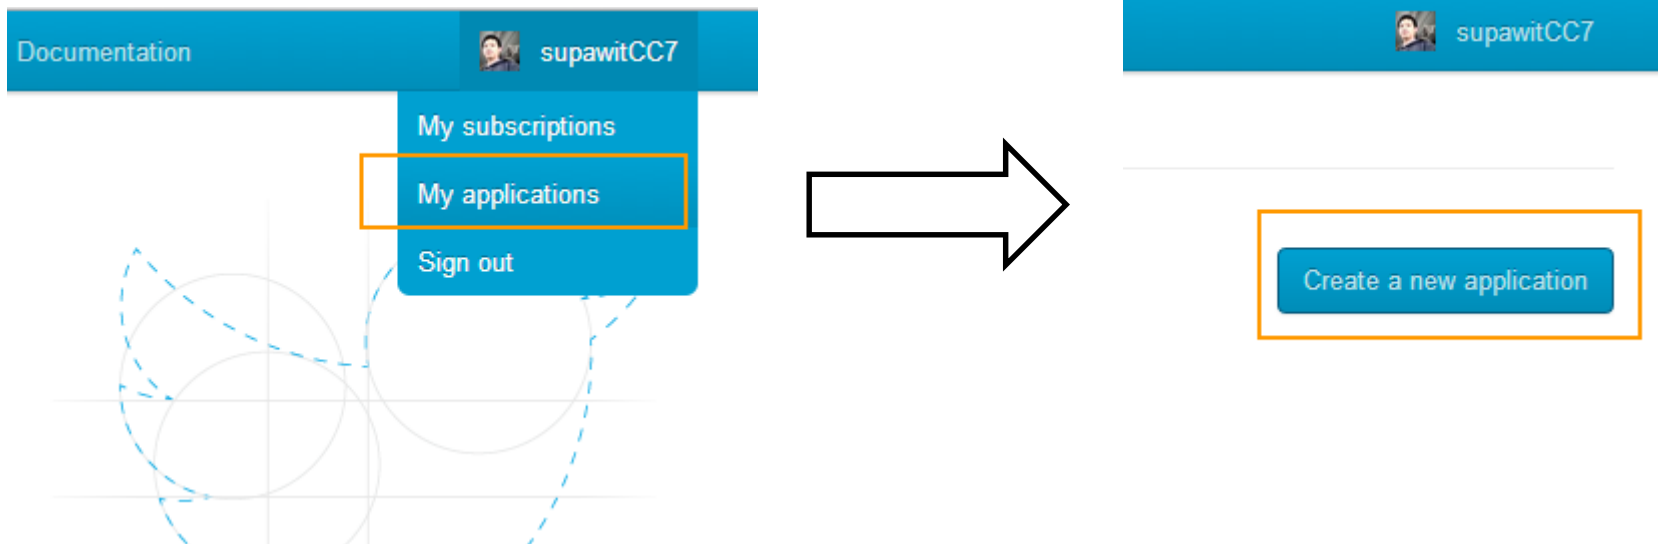 Documentation
supawitCC7
My subscriptions
My applications
Sign out
supawitCC7
Create a new application